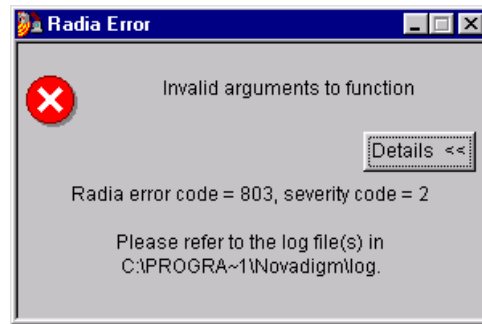 Radia Error
Invalid arguments to function
Details <<
Radia error code = 803, severity code = 2
Please refer to the log file(s) in
C:\PROGRA~1\Novadigm\log.